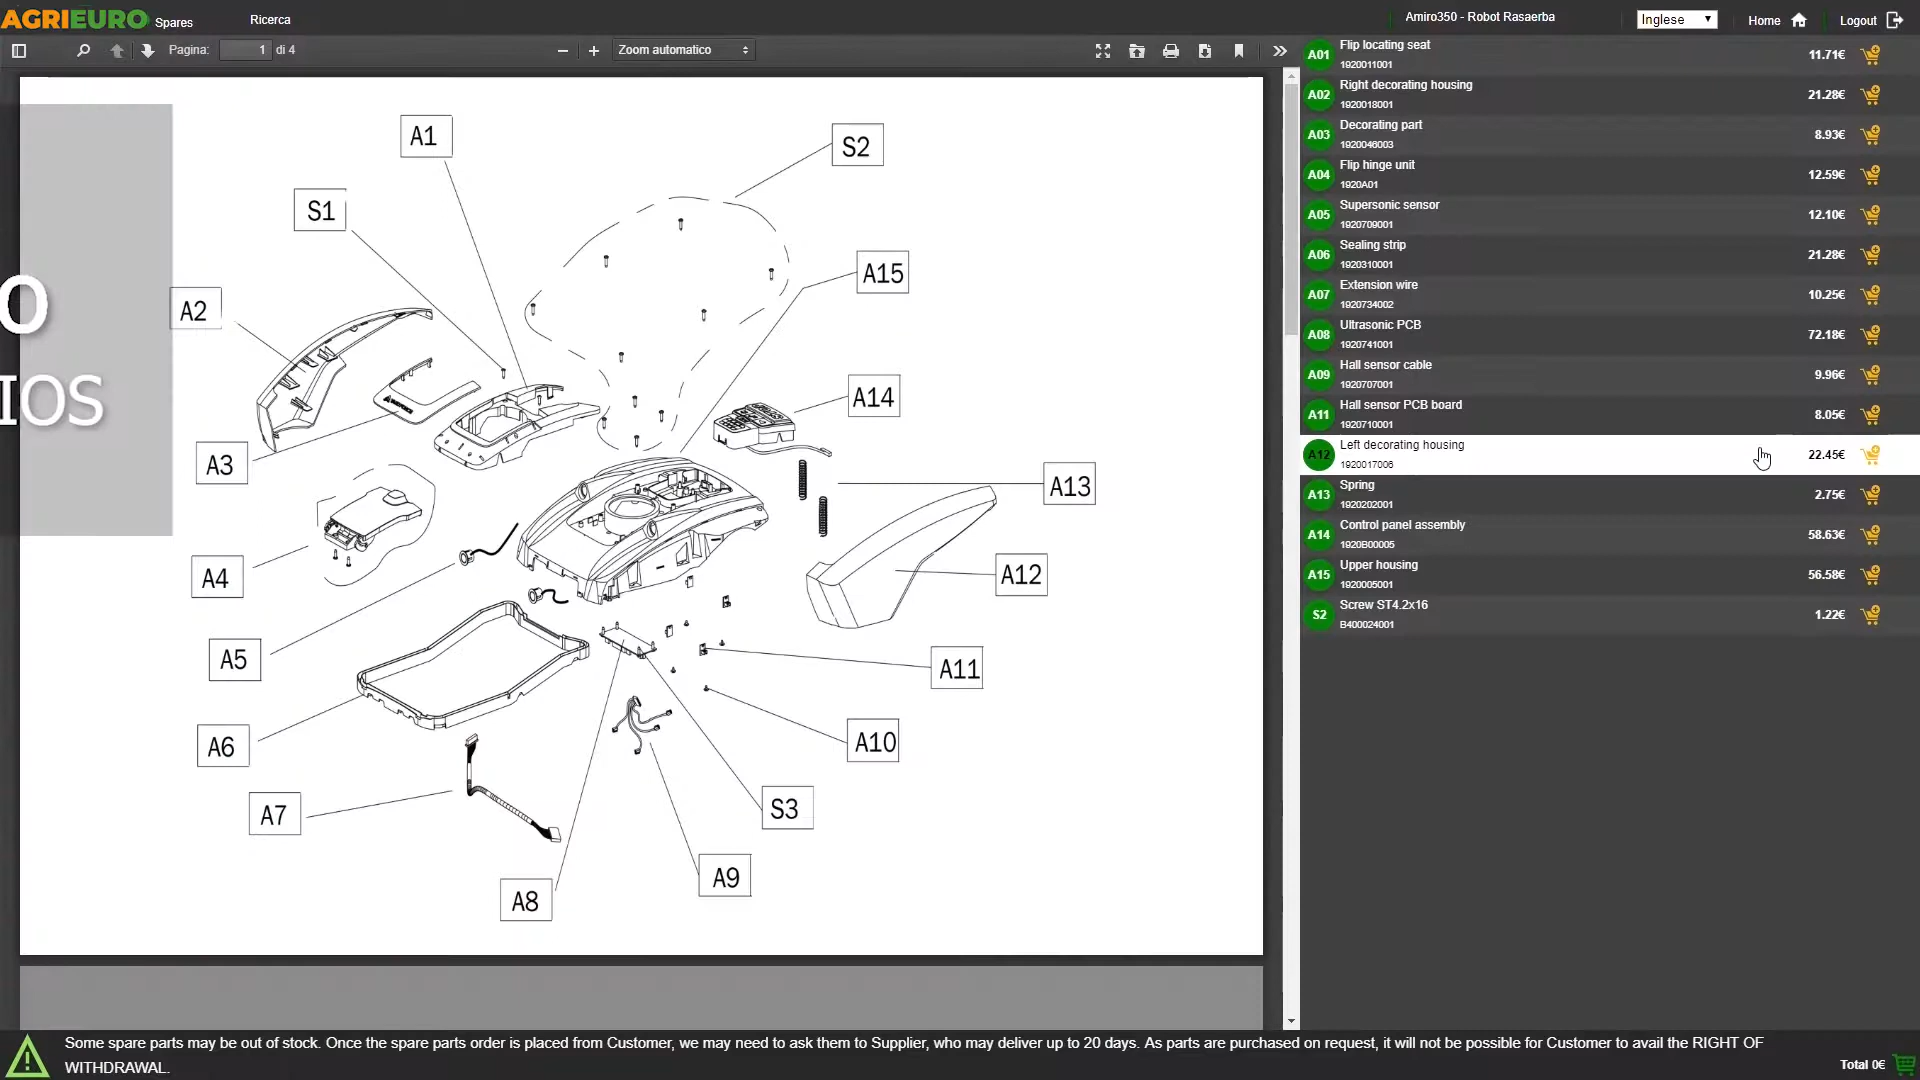 AGRIEURO Spares
Ricerca
Amiro350 - Robot Rasaerba
Inglese
Home
Logout
Pagina: 1 di 4
Zoom automatico
O
IOS
A1
S2
S1
A15
A2
A14
A3
A13
A4
A12
A5
A11
A6
A10
A7
S3
A9
A8
A01 Flip locating seat 11.71€
1920011001
A02 Right decorating housing 21.28€
1920018001
A03 Decorating part 8.93€
1920046003
A04 Flip hinge unit 12.59€
1920A01
A05 Supersonic sensor 12.10€
1920709001
A06 Sealing strip 21.28€
1920310001
A07 Extension wire 10.25€
1920734002
A08 Ultrasonic PCB 72.18€
1920741001
A09 Hall sensor cable 9.96€
1920707001
A11 Hall sensor PCB board 8.05€
1920710001
A12 Left decorating housing 22.45€
1920017006
A13 Spring 2.75€
1920202001
A14 Control panel assembly 58.63€
1920B00005
A15 Upper housing 56.58€
1920005001
S2 Screw ST4.2x16 1.22€
B400024001
Some spare parts may be out of stock. Once the spare parts order is placed from Customer, we may need to ask them to Supplier, who may deliver up to 20 days. As parts are purchased on request, it will not be possible for Customer to avail the RIGHT OF
WITHDRAWAL.
Total 0€